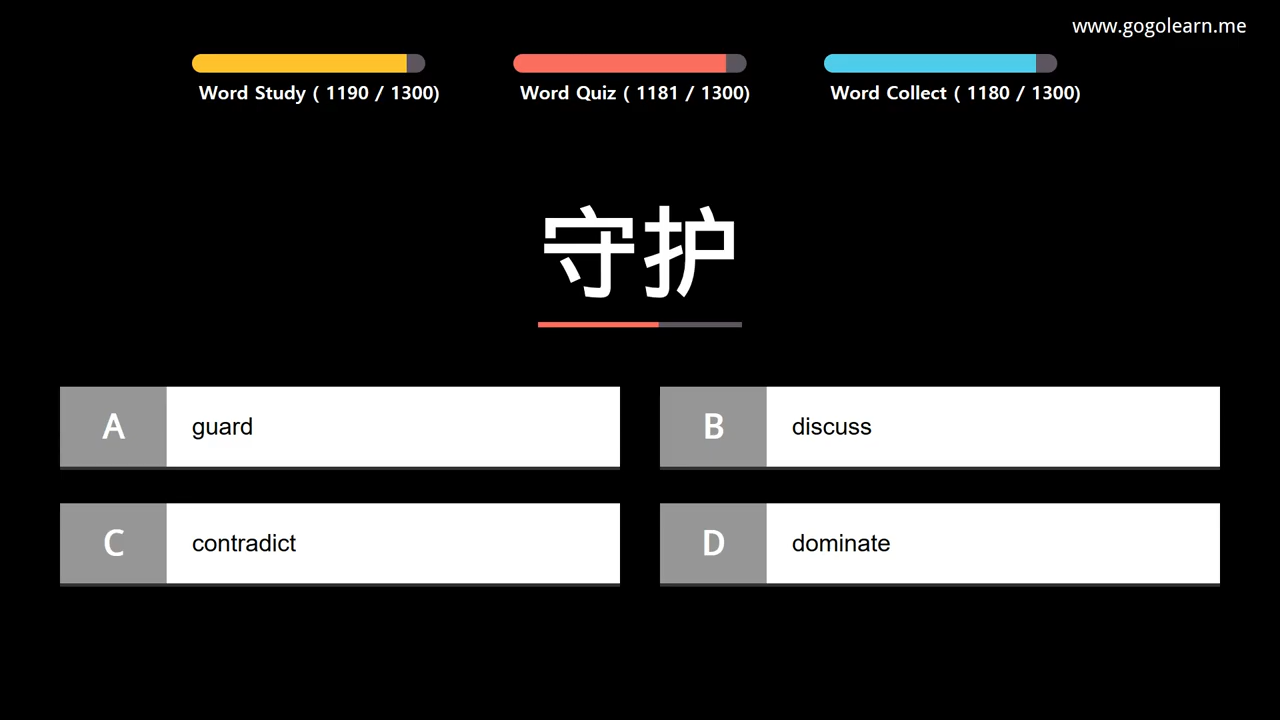 www.gogolearn.me
Word Study ( 1190 / 1300)
Word Quiz ( 1181 / 1300)
Word Collect ( 1180 / 1300)
守护
A guard
B discuss
C contradict
D dominate